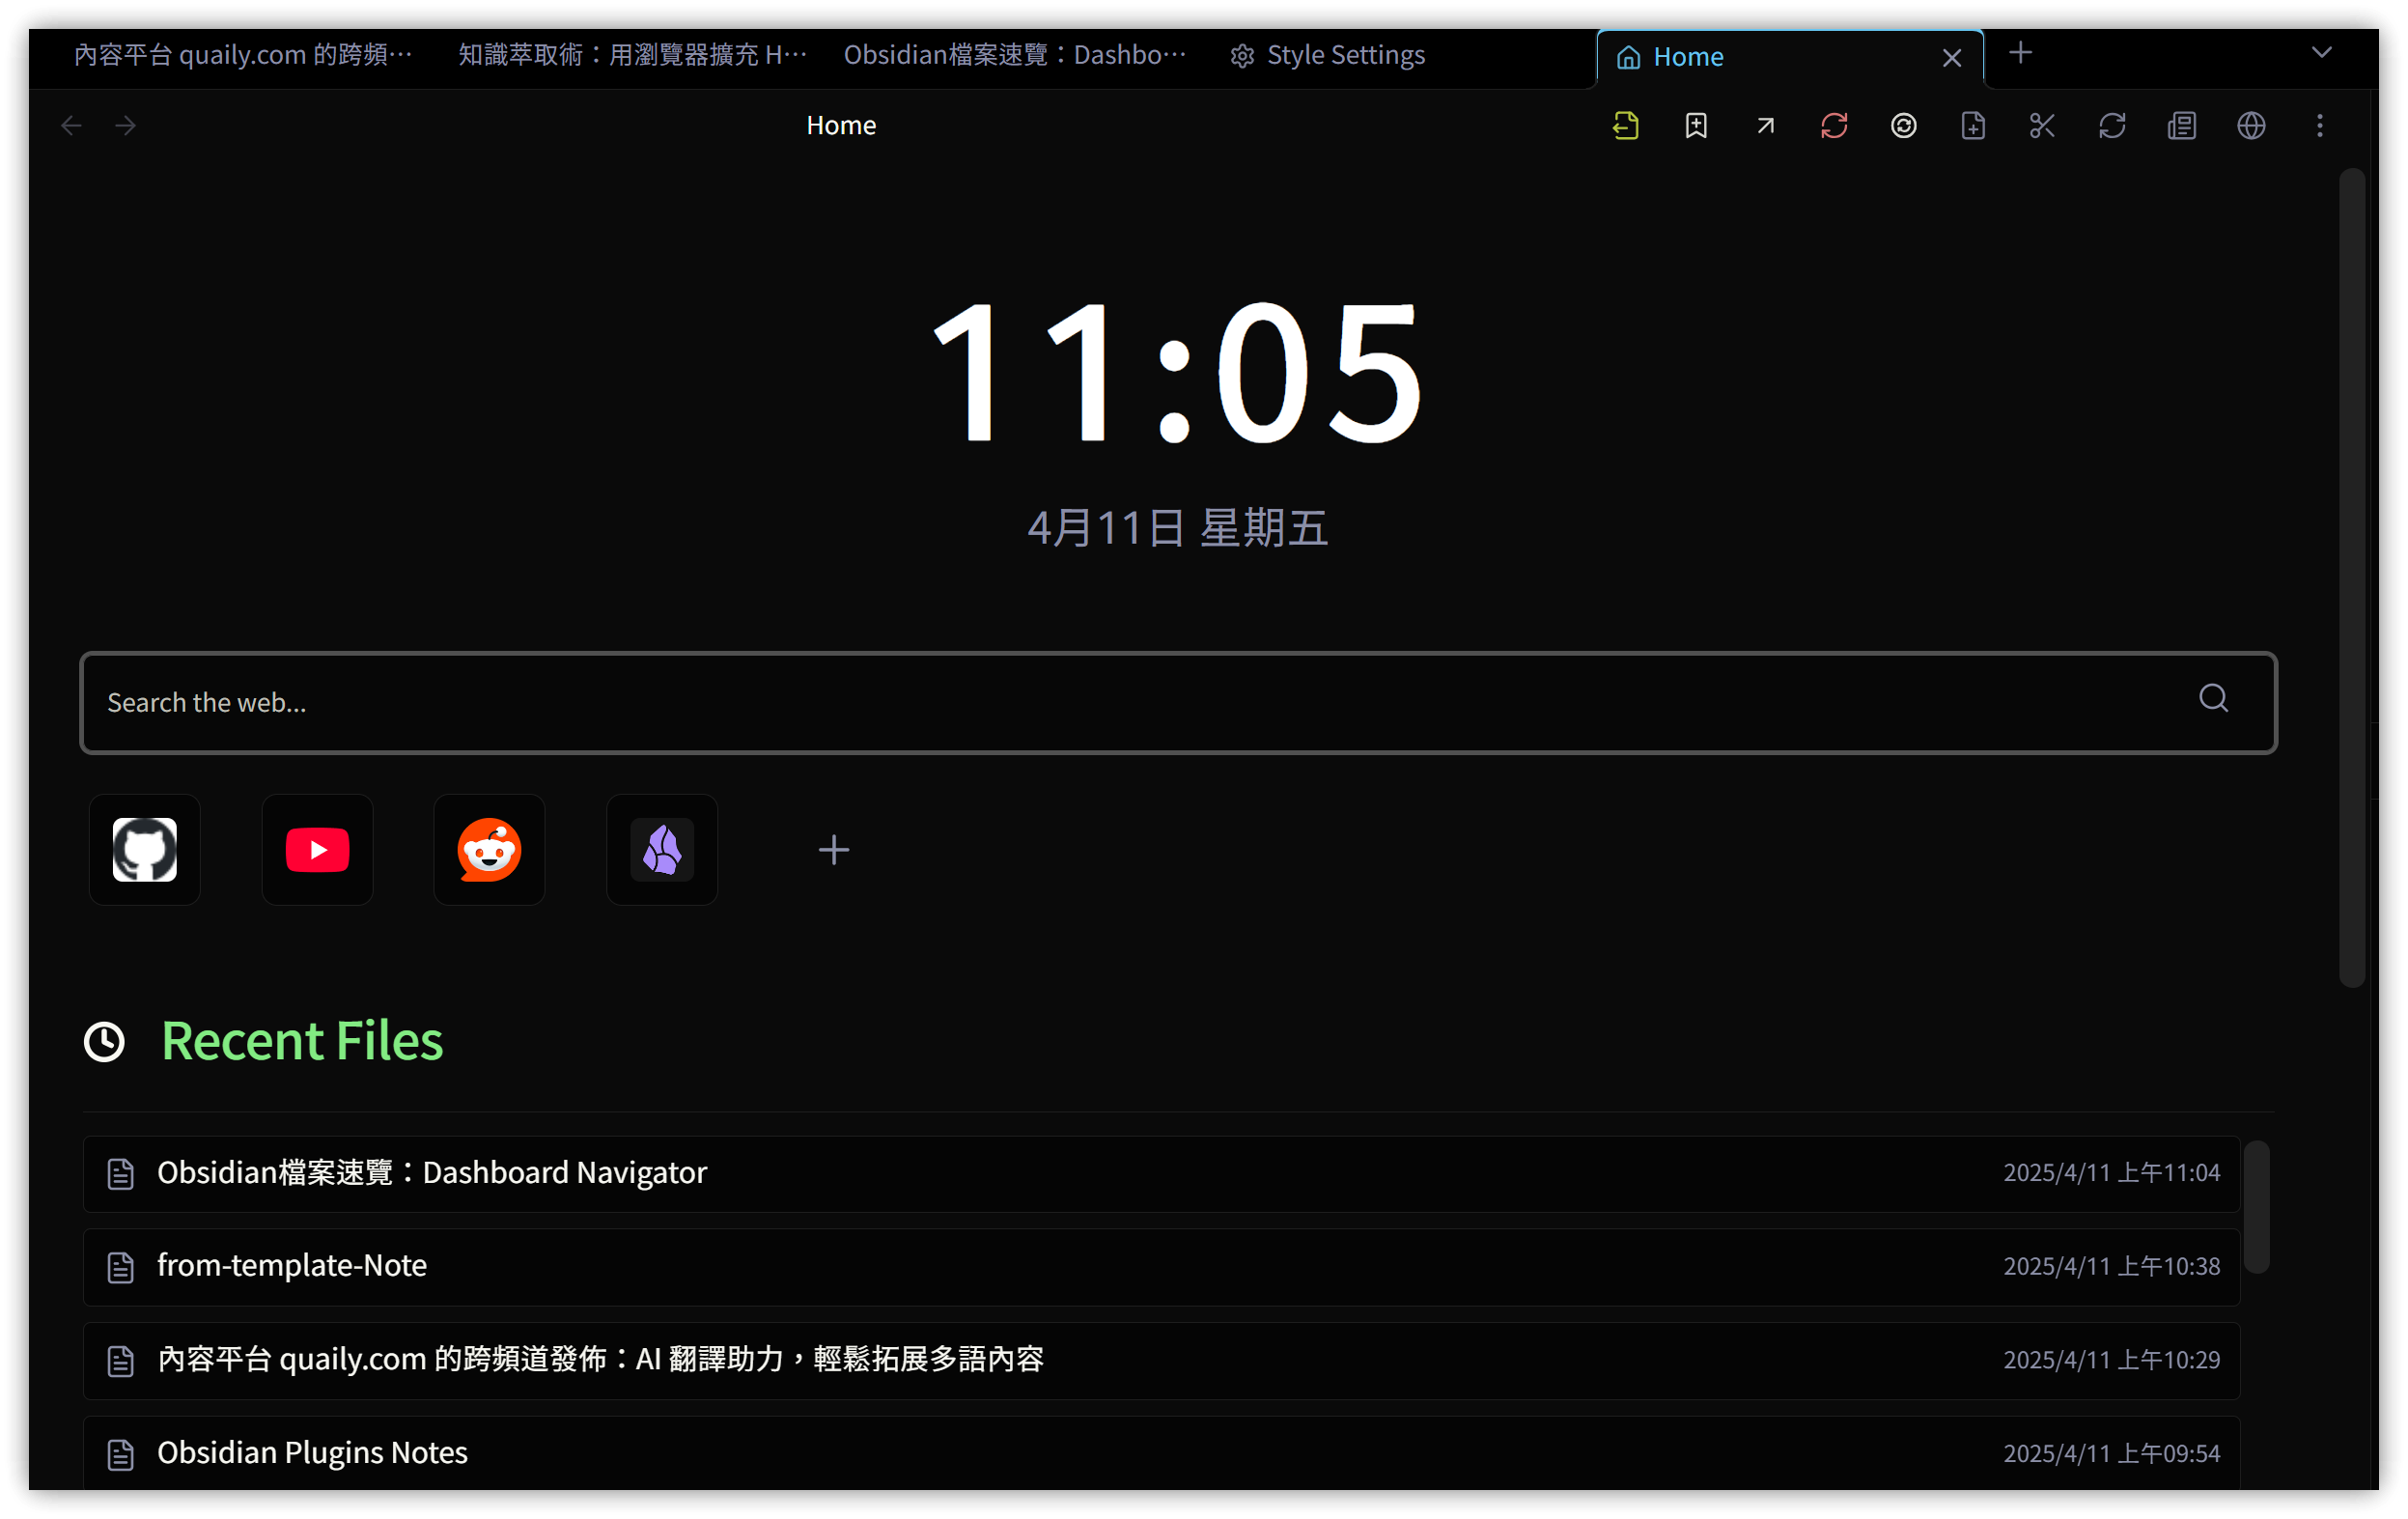 內容平台 quaily.com 的跨頻⋯
知識萃取術：用瀏覽器擴充 H⋯
Obsidian檔案速覽：Dashbo⋯
Style Settings
Home
Home
11:05
4月11日 星期五
Search the web...
Recent Files
Obsidian檔案速覽：Dashboard Navigator 2025/4/11 上午11:04
from-template-Note 2025/4/11 上午10:38
內容平台 quaily.com 的跨頻道發佈：AI 翻譯助力，輕鬆拓展多語內容 2025/4/11 上午10:29
Obsidian Plugins Notes 2025/4/11 上午09:54